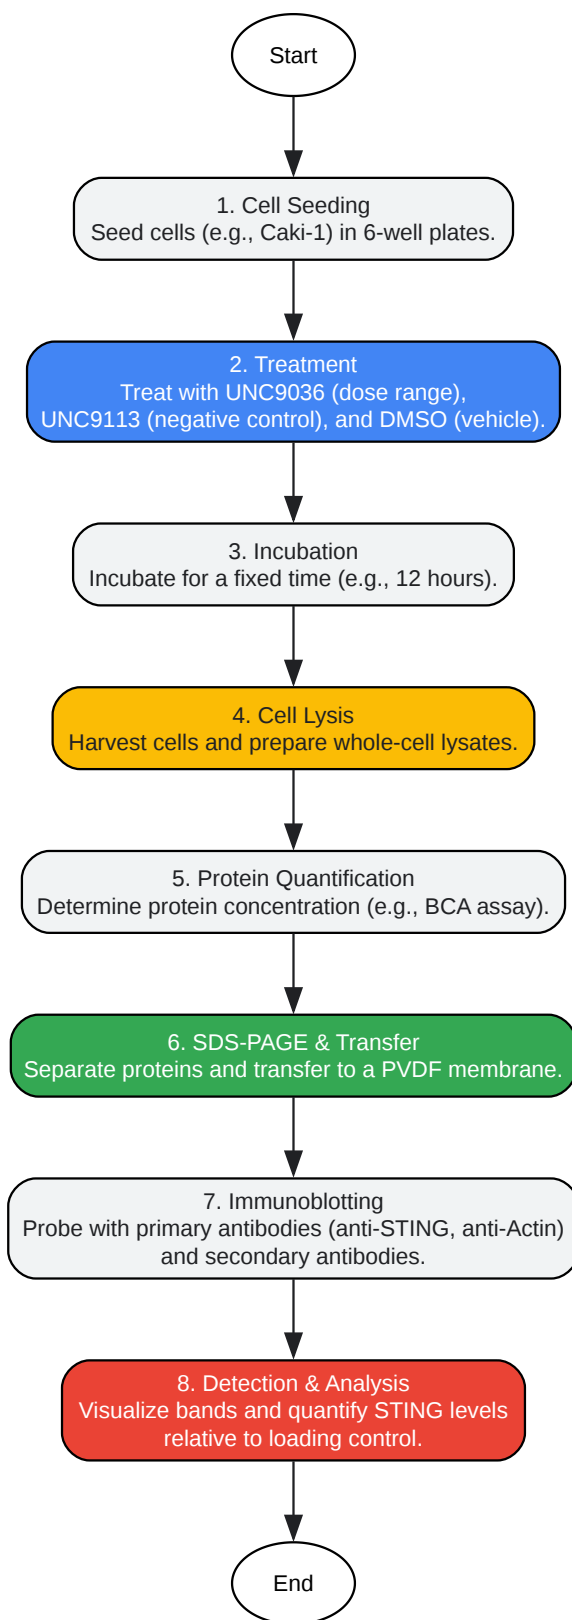 Start
1. Cell Seeding
Seed cells (e.g., Caki-1) in 6-well plates.
2. Treatment
Treat with UNC9036 (dose range),
UNC9113 (negative control), and DMSO (vehicle).
3. Incubation
Incubate for a fixed time (e.g., 12 hours).
4. Cell Lysis
Harvest cells and prepare whole-cell lysates.
5. Protein Quantification
Determine protein concentration (e.g., BCA assay).
6. SDS-PAGE & Transfer
Separate proteins and transfer to a PVDF membrane.
7. Immunoblotting
Probe with primary antibodies (anti-STING, anti-Actin)
and secondary antibodies.
8. Detection & Analysis
Visualize bands and quantify STING levels
relative to loading control.
End